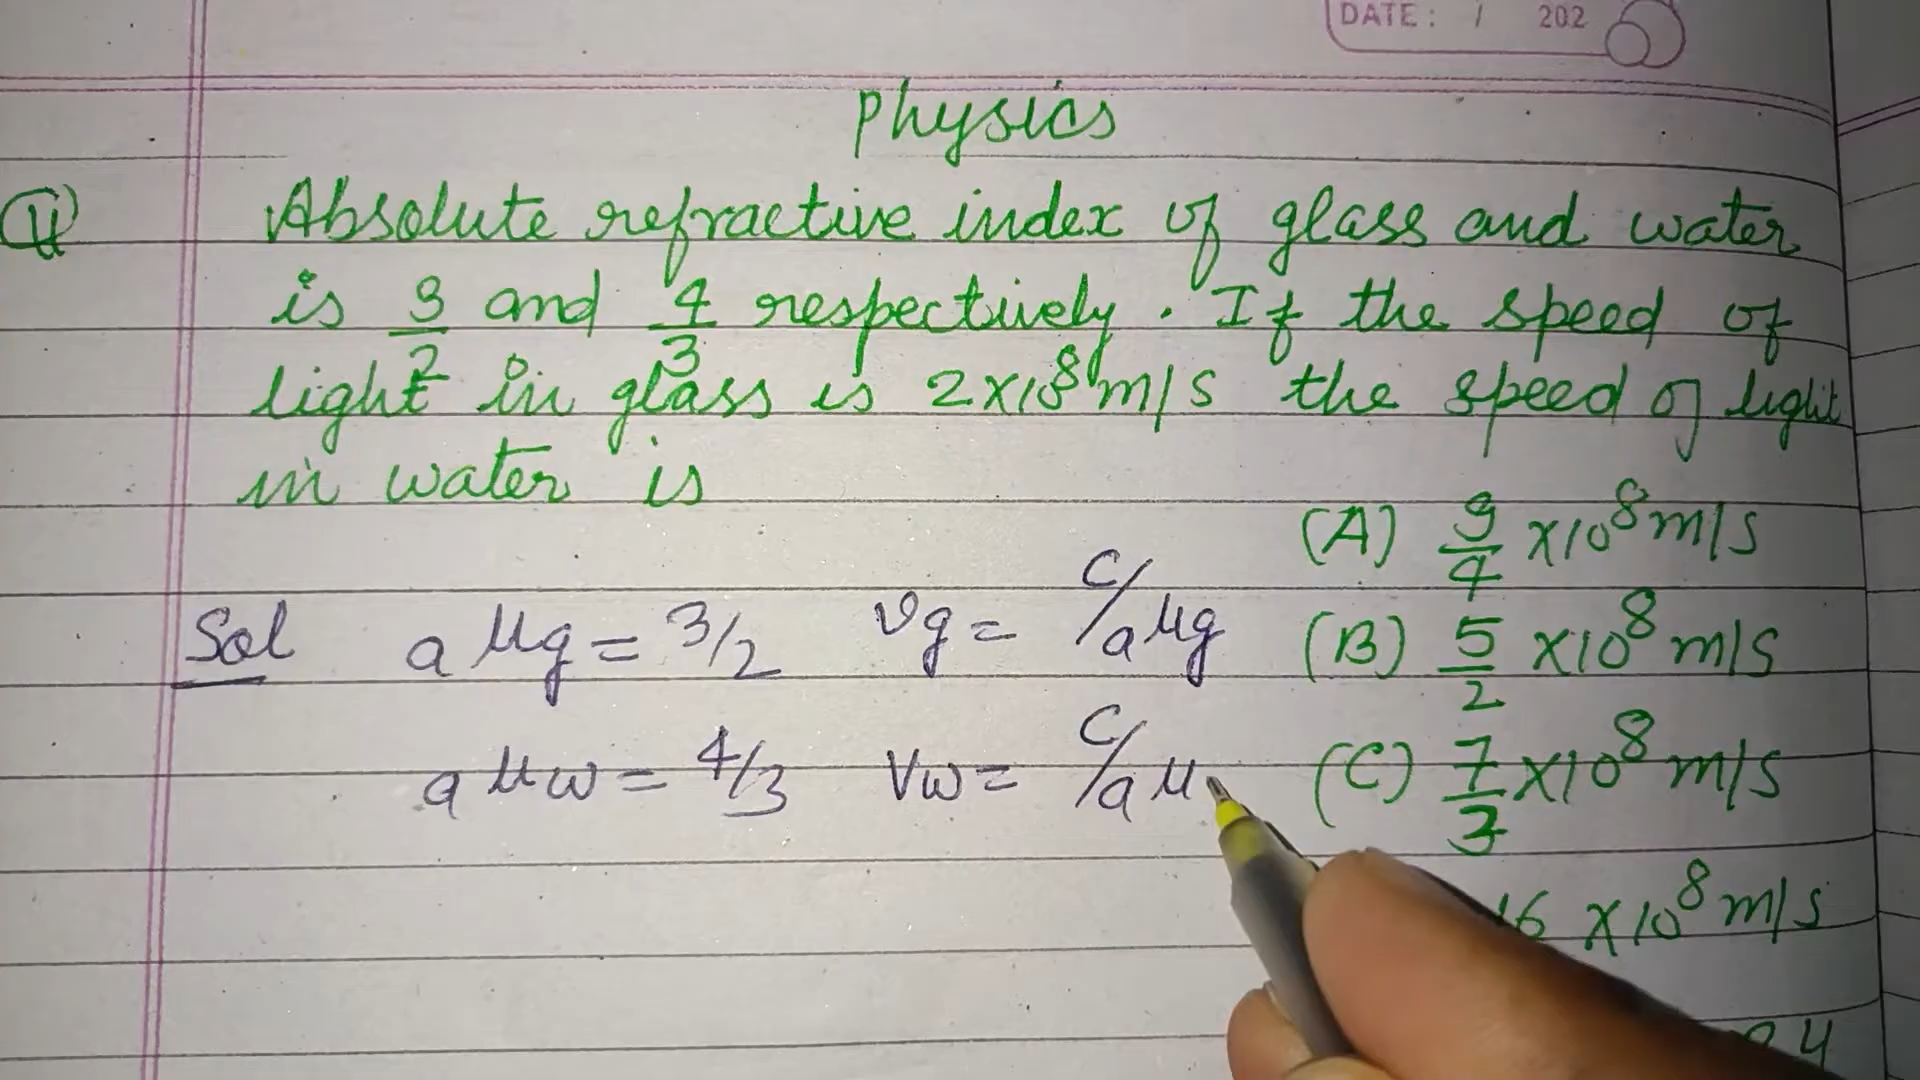 DATE: / 202
Physics
4 Absolute refractive index of glass and water
is 3/2 and 4/3 respectively. If the speed of
light in glass is 2×10⁸ m/s the speed of light
in water is
(A) 9/4 ×10⁸ m/s
Sol aμg = 3/2 vg = c/aμg (B) 5/2 ×10⁸ m/s
aμw = 4/3 vw = c/aμ (C) 7/3 ×10⁸ m/s
16 ×10⁸ m/s